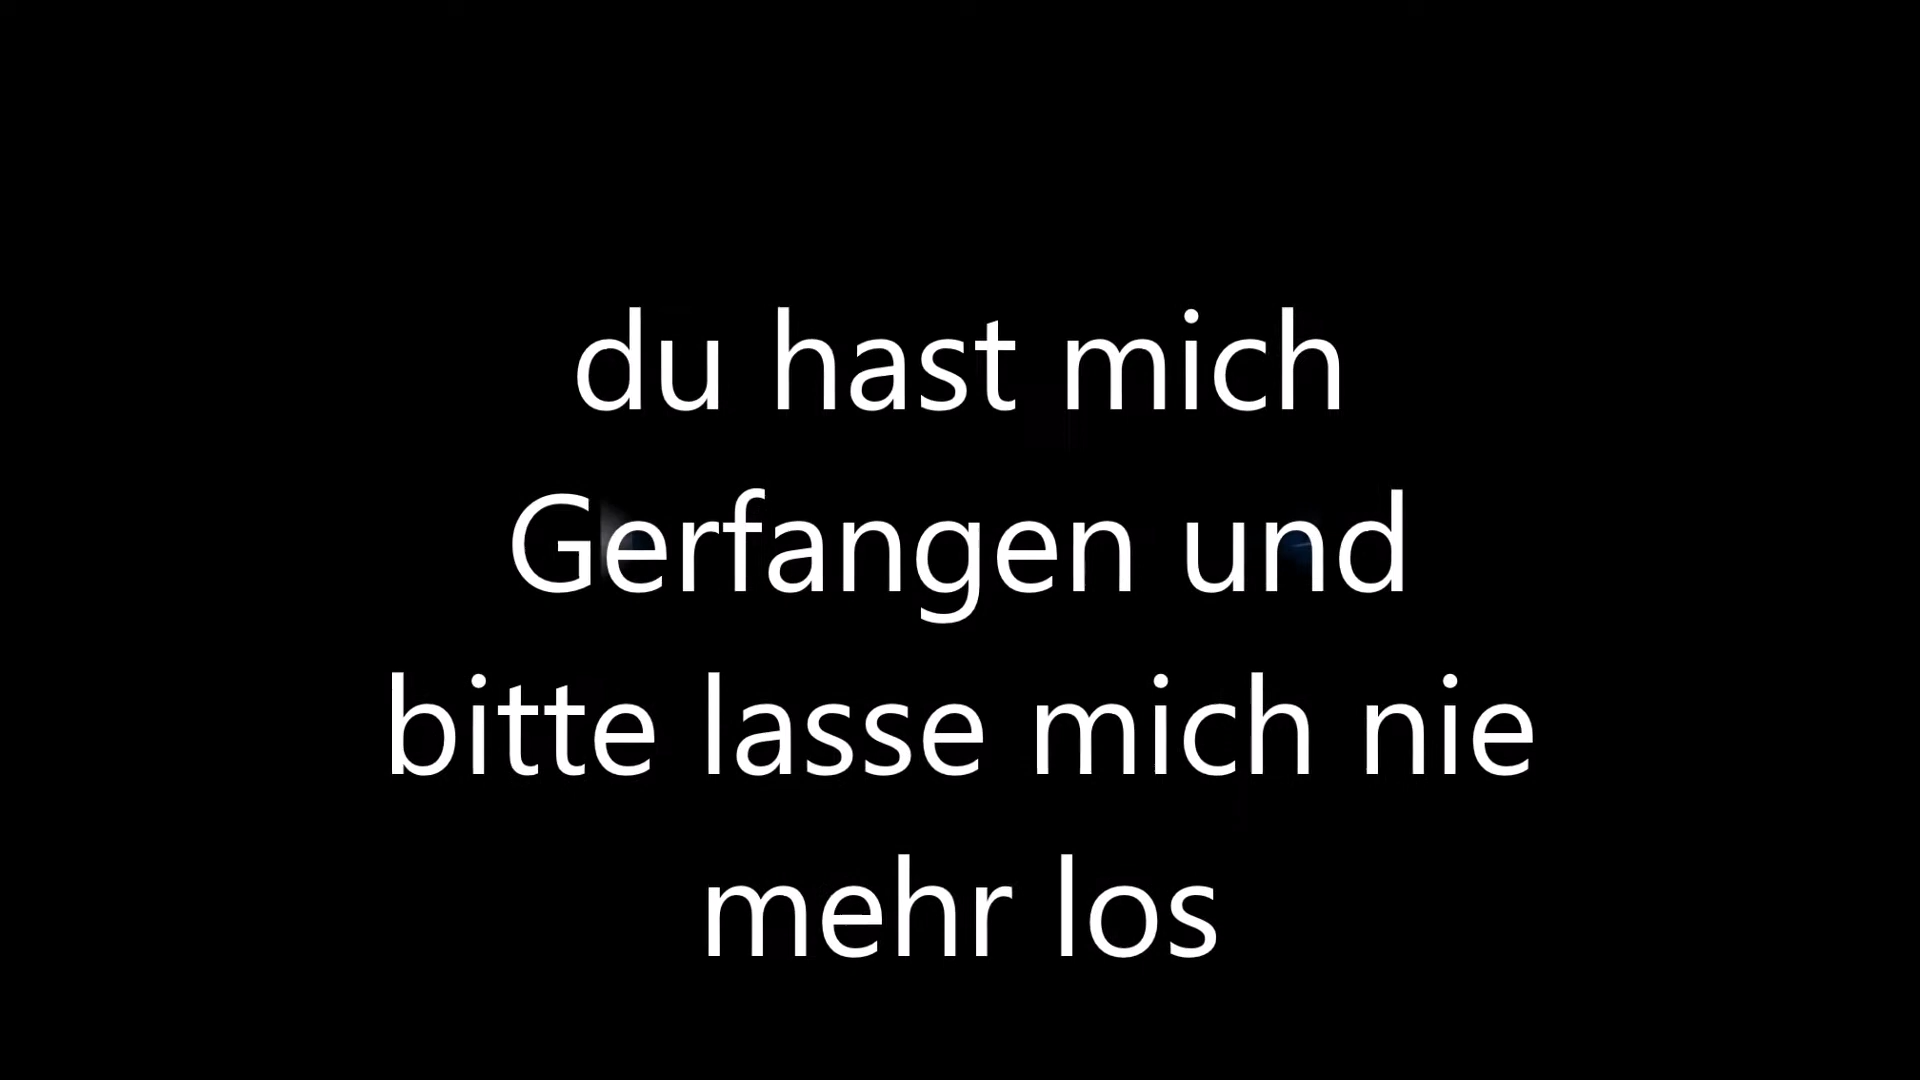 du hast mich
Gerfangen und
bitte lasse mich nie
mehr los